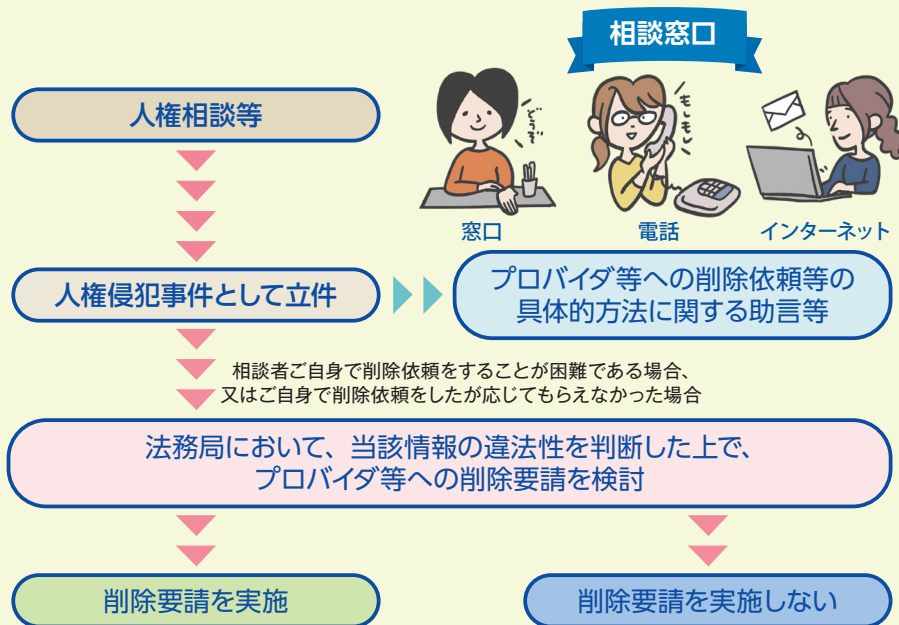 相談窓口
人権相談等
どうぞ
もしもし
窓口
電話
インターネット
人権侵犯事件として立件
プロバイダ等への削除依頼等の
具体的方法に関する助言等
相談者ご自身で削除依頼をすることが困難である場合、
又はご自身で削除依頼をしたが応じてもらえなかった場合
法務局において、当該情報の違法性を判断した上で、
プロバイダ等への削除要請を検討
削除要請を実施
削除要請を実施しない